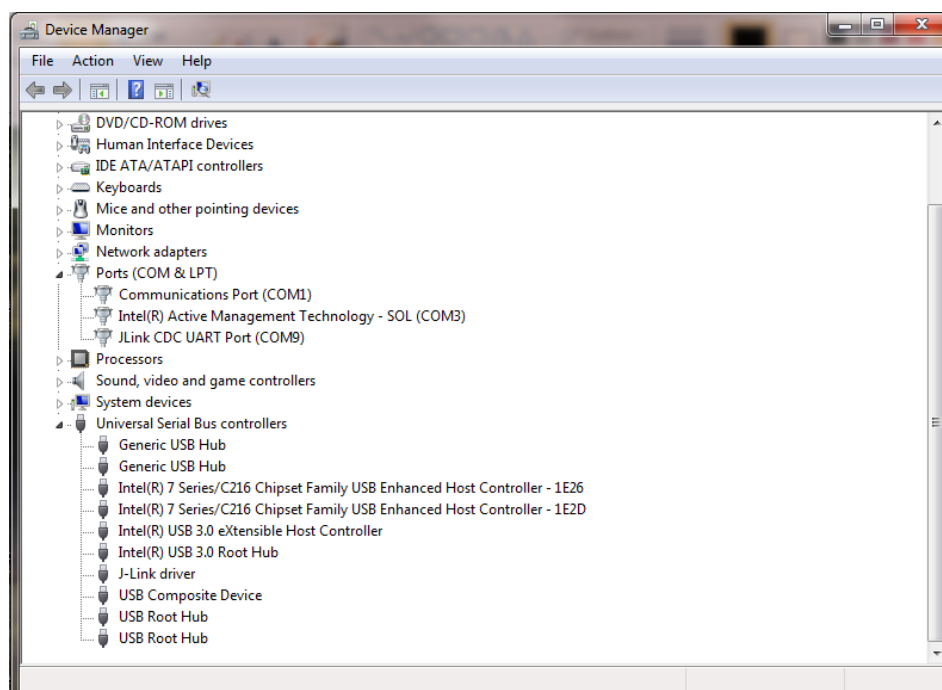 Device Manager
File Action View Help
DVD/CD-ROM drives
Human Interface Devices
IDE ATA/ATAPI controllers
Keyboards
Mice and other pointing devices
Monitors
Network adapters
Ports (COM & LPT)
Communications Port (COM1)
Intel(R) Active Management Technology - SOL (COM3)
JLink CDC UART Port (COM9)
Processors
Sound, video and game controllers
System devices
Universal Serial Bus controllers
Generic USB Hub
Generic USB Hub
Intel(R) 7 Series/C216 Chipset Family USB Enhanced Host Controller - 1E26
Intel(R) 7 Series/C216 Chipset Family USB Enhanced Host Controller - 1E2D
Intel(R) USB 3.0 eXtensible Host Controller
Intel(R) USB 3.0 Root Hub
J-Link driver
USB Composite Device
USB Root Hub
USB Root Hub